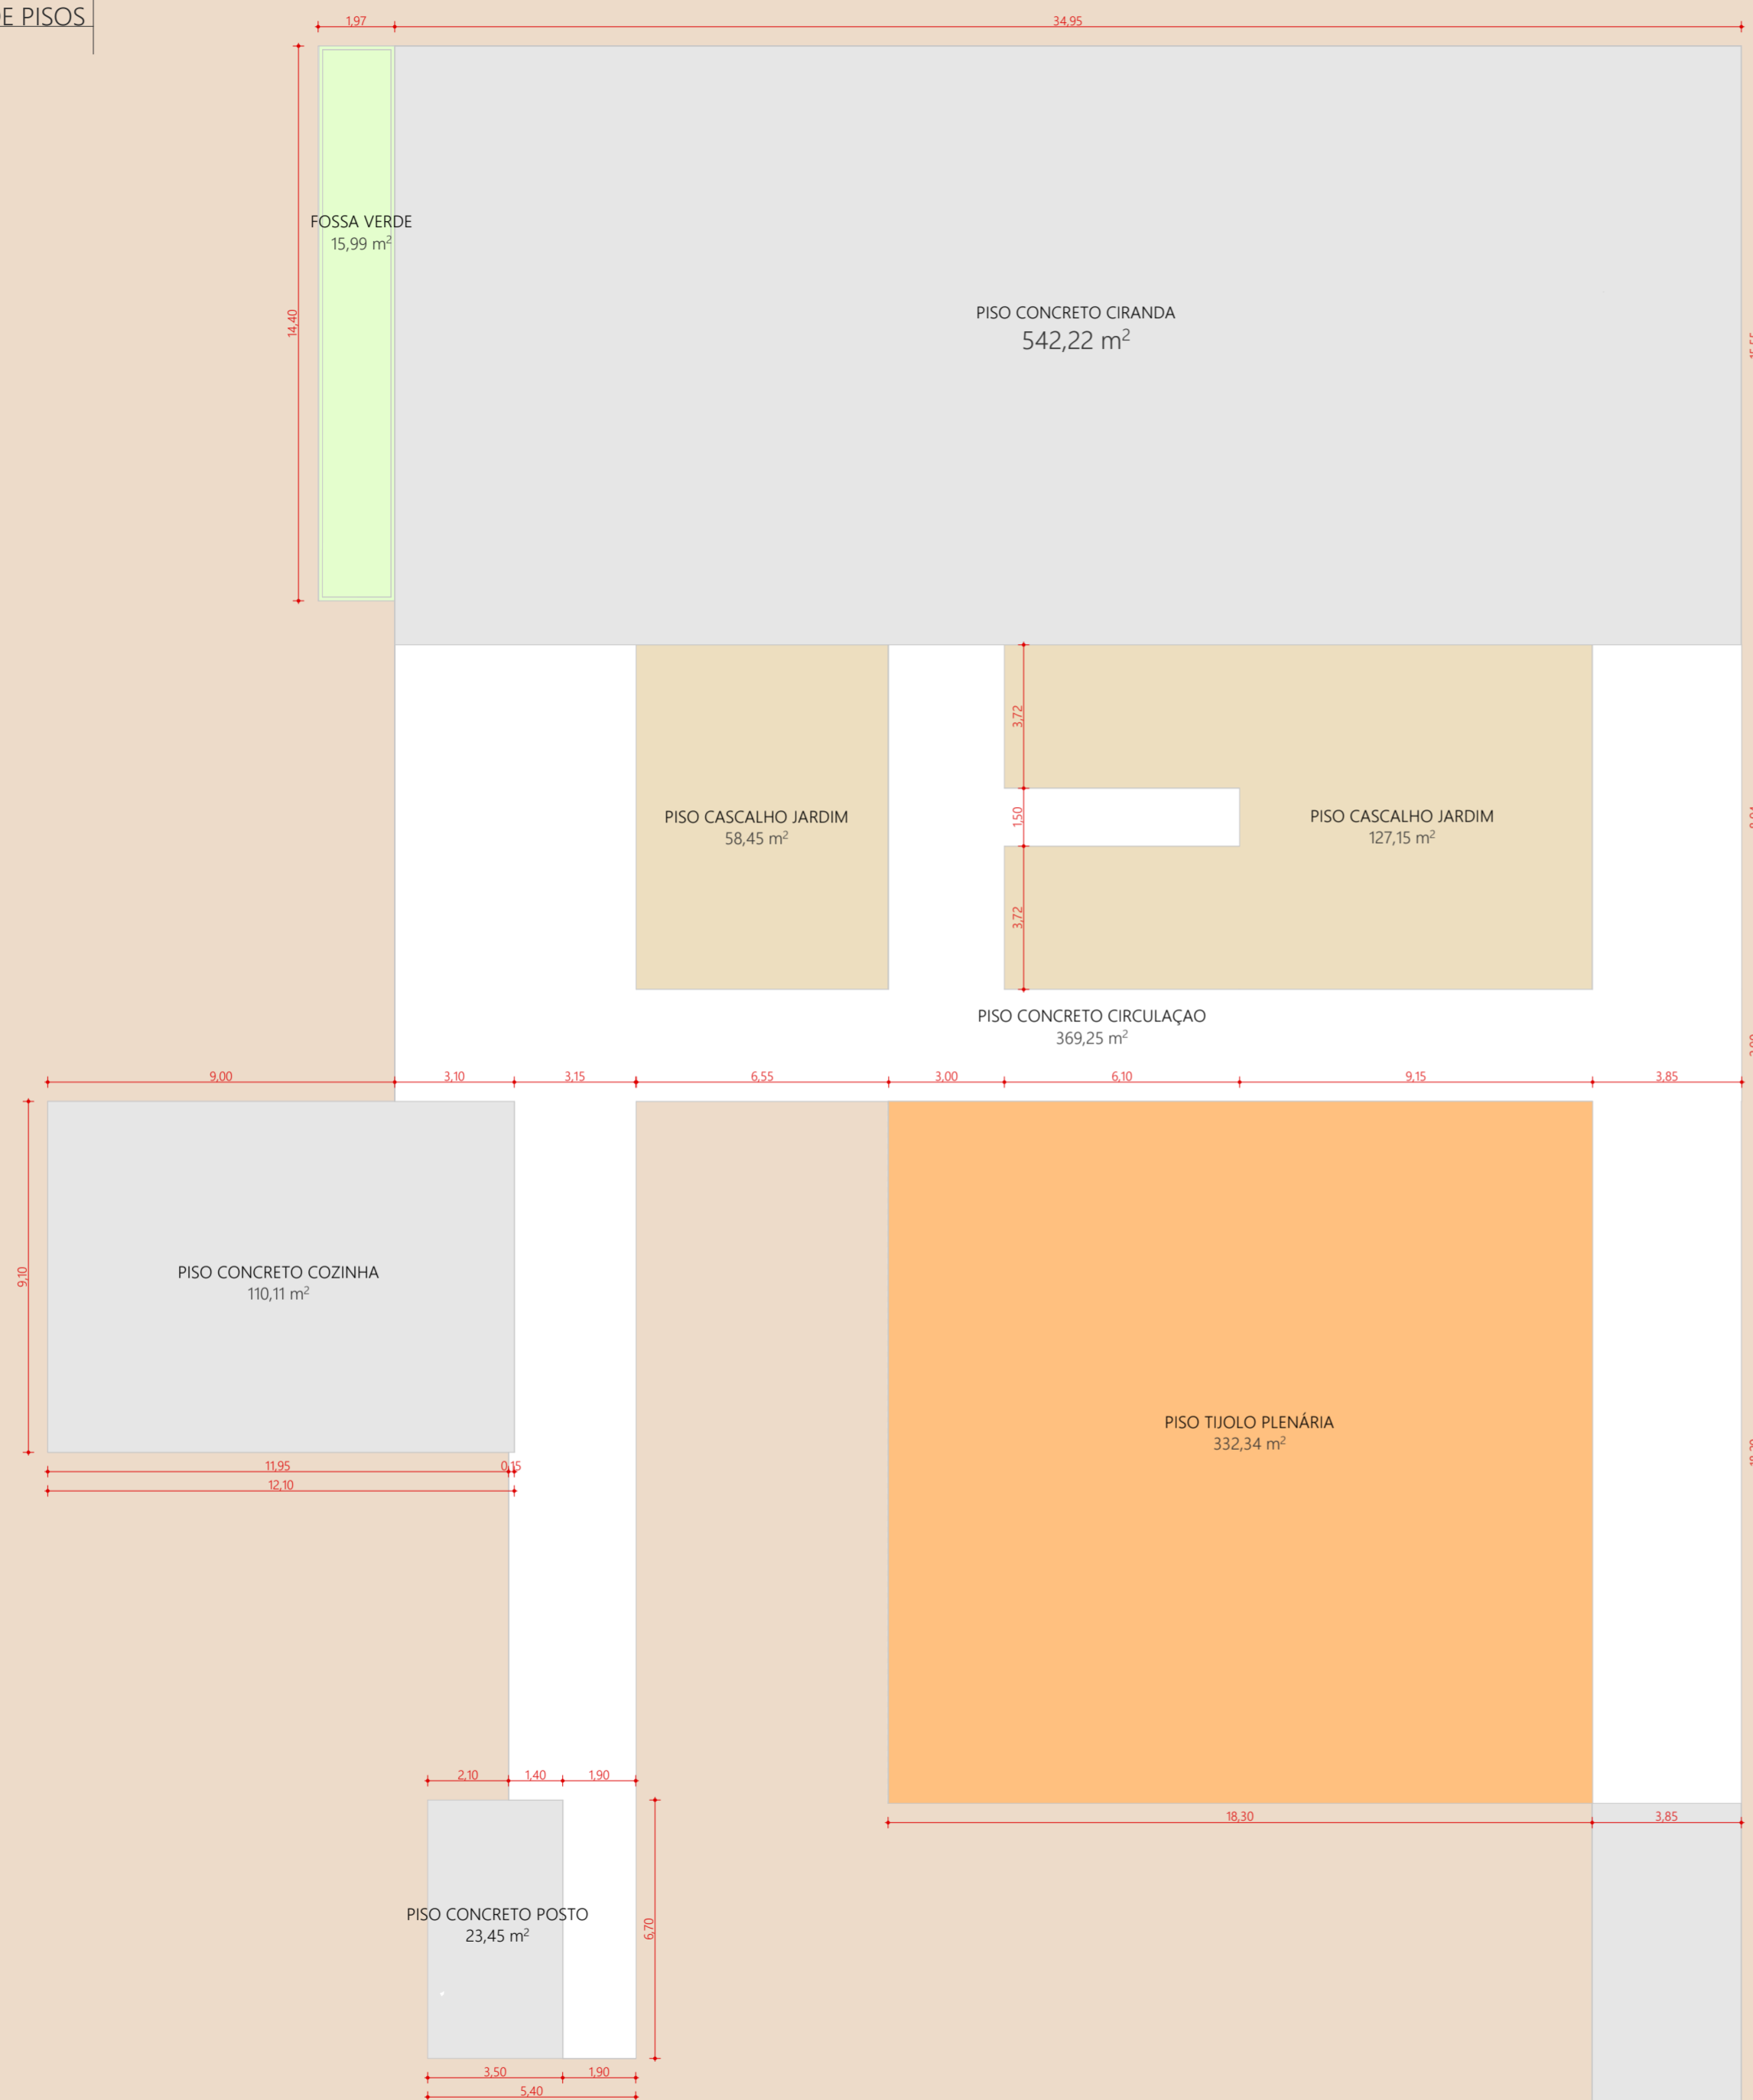 E PISOS
1,97
34,95
FOSSA VERDE
15,99 m²
14,40
PISO CONCRETO CIRANDA
542,22 m²
3,72
1,50
3,72
PISO CASCALHO JARDIM
58,45 m²
PISO CASCALHO JARDIM
127,15 m²
PISO CONCRETO CIRCULAÇAO
369,25 m²
9,00
3,10
3,15
6,55
3,00
6,10
9,15
3,85
9,10
PISO CONCRETO COZINHA
110,11 m²
11,95
0,15
12,10
PISO TIJOLO PLENÁRIA
332,34 m²
2,10
1,40
1,90
18,30
3,85
PISO CONCRETO POSTO
23,45 m²
6,70
3,50
1,90
5,40